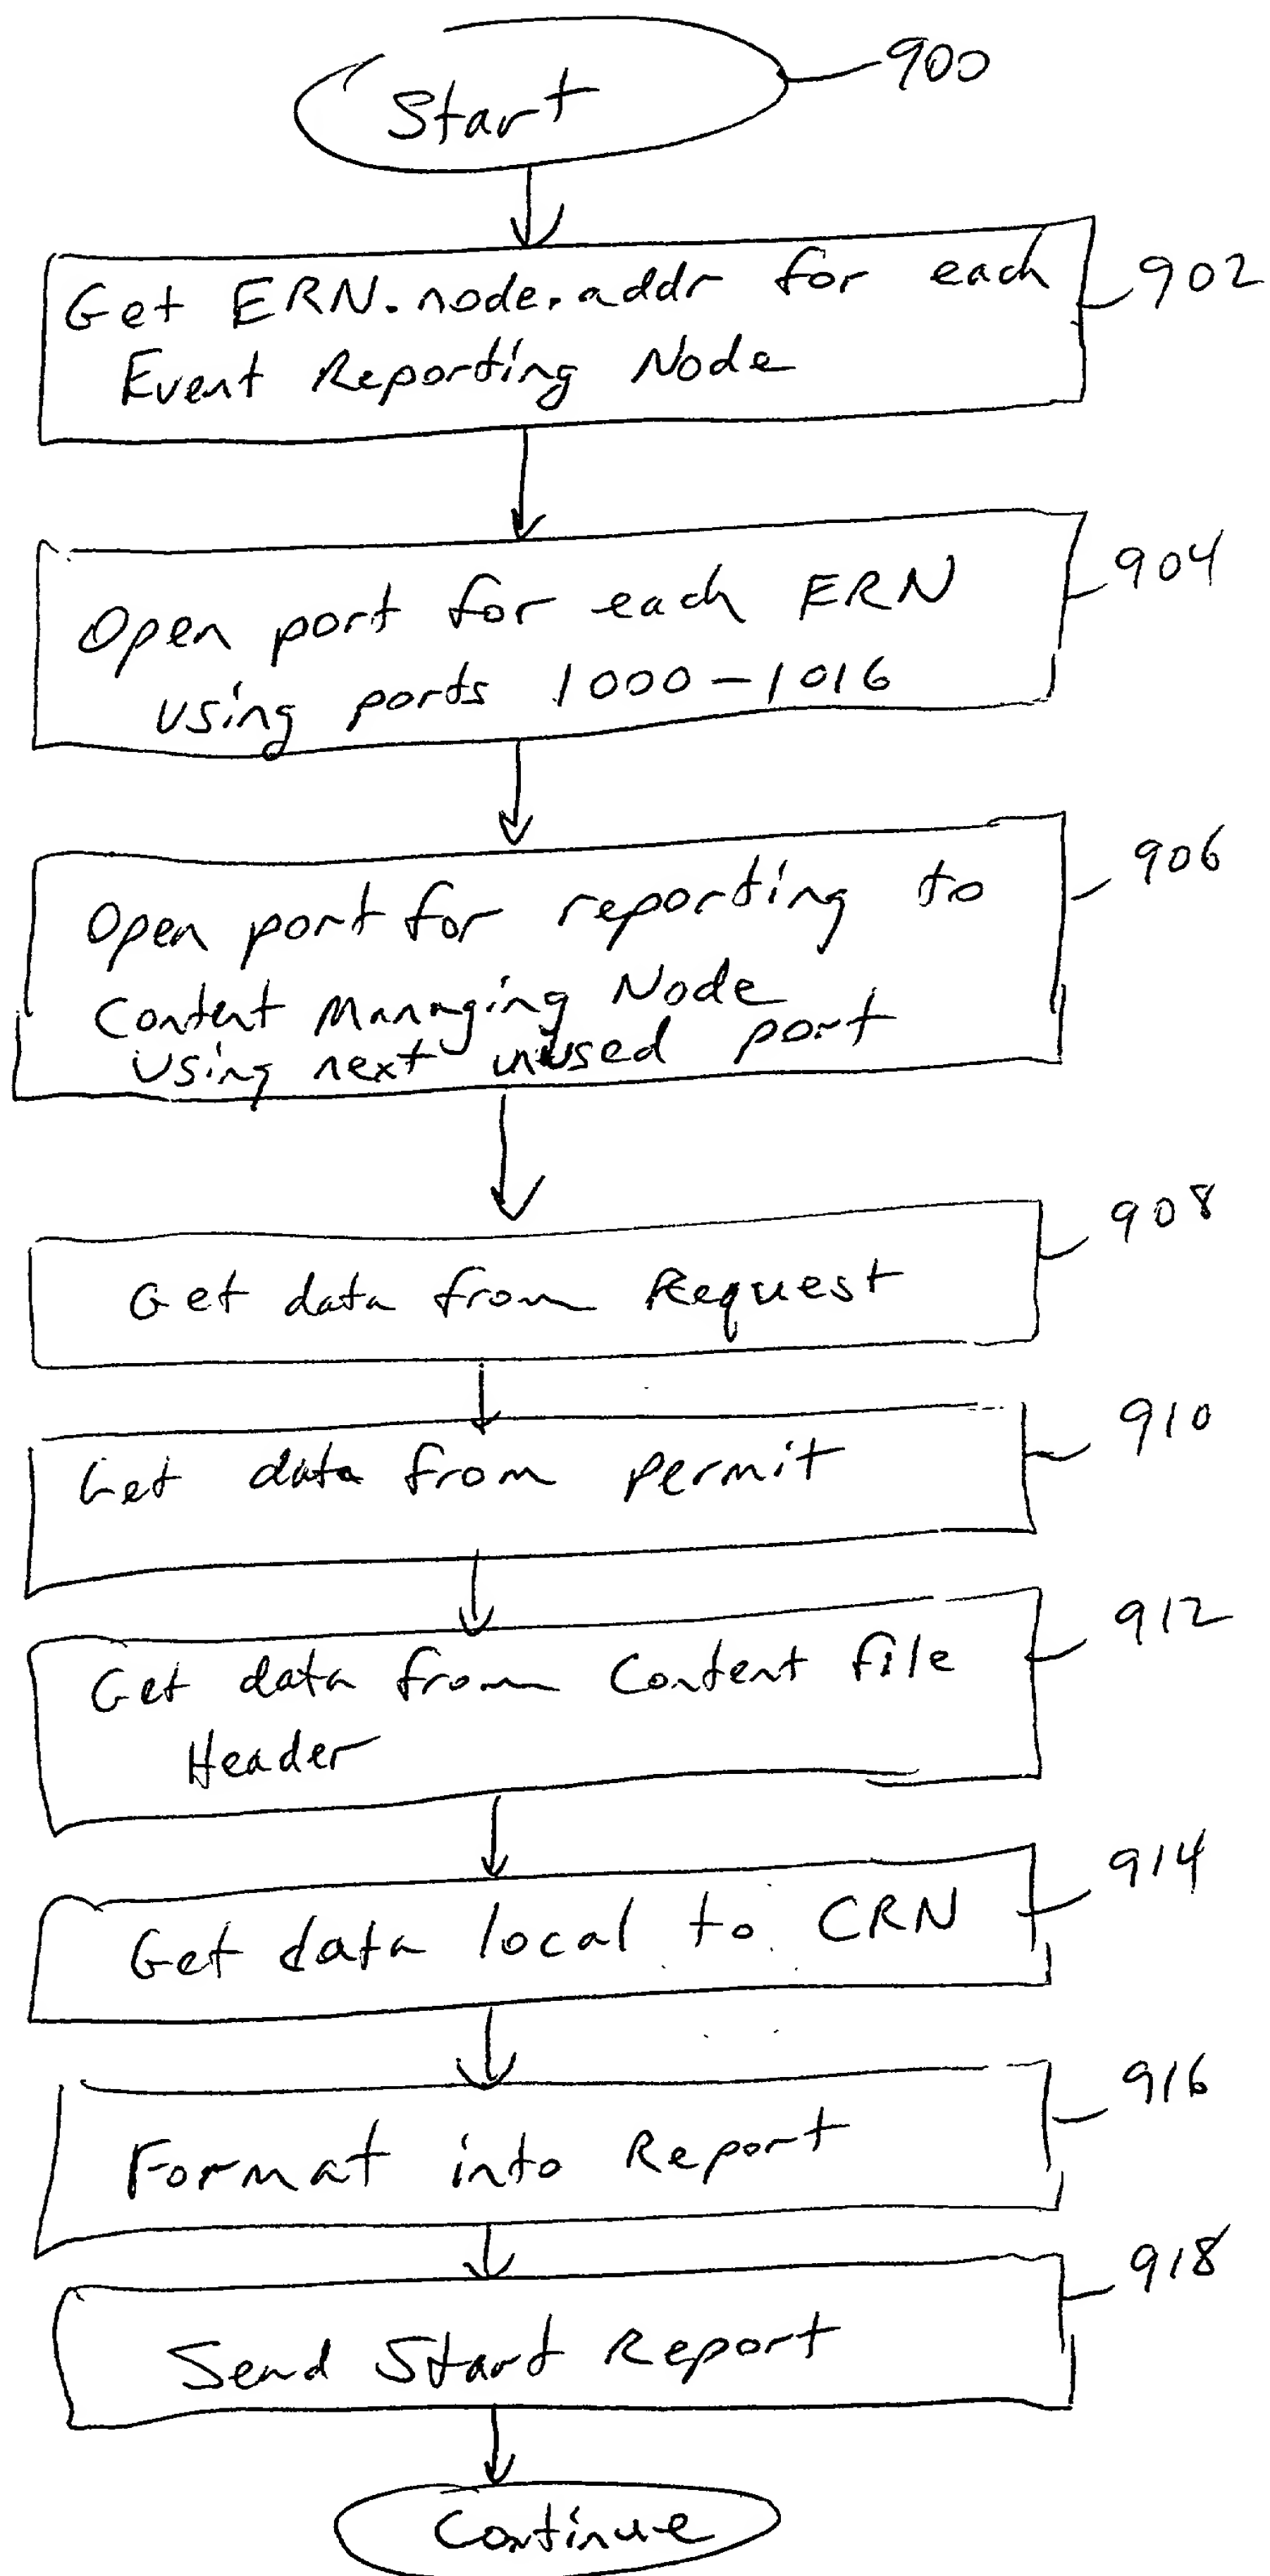 Start
900
Get ERN.node.addr for each
Event Reporting Node
902
Open port for each ERN
using ports 1000-1016
904
Open port for reporting to
Content Managing Node
using next unused port
906
Get data from Request
908
Get data from permit
910
Get data from Content file
Header
912
Get data local to CRN
914
Format into Report
916
Send Start Report
918
Continue